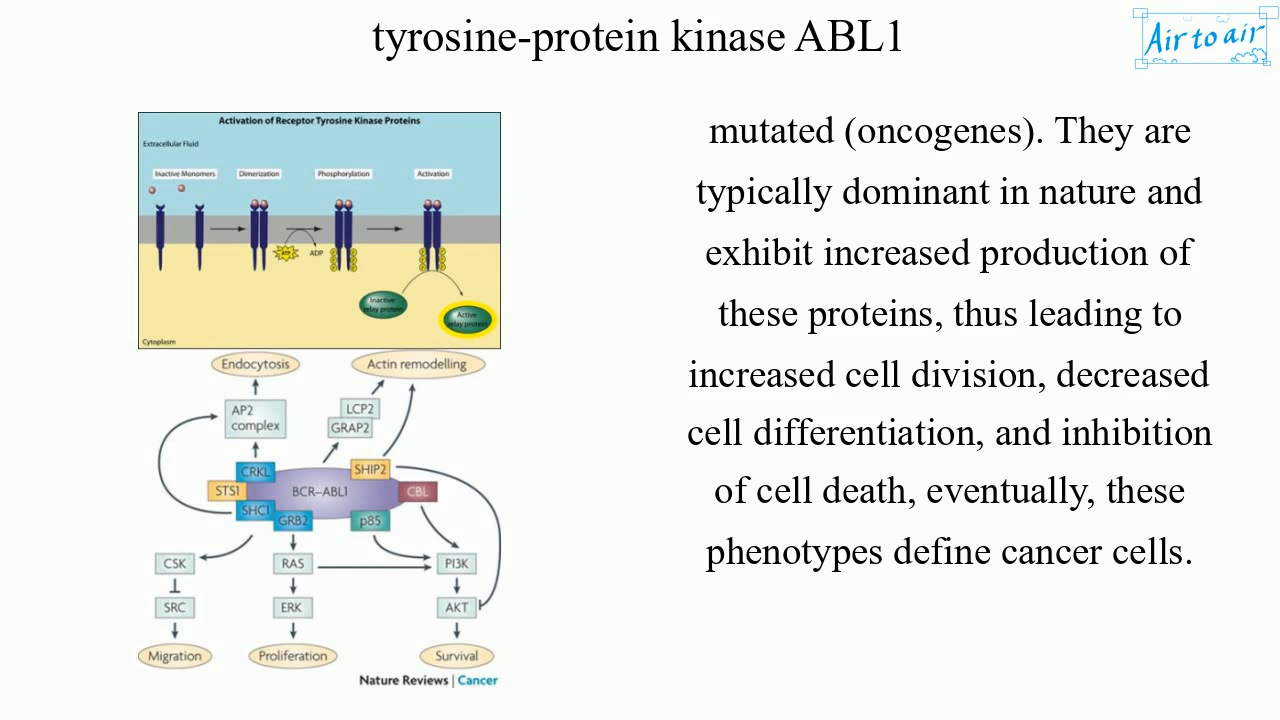 tyrosine-protein kinase ABL1
Air to air
Activation of Receptor Tyrosine Kinase Proteins
Extracellular Fluid
Inactive Monomers
Dimerization
Phosphorylation
Activation
ATP
ADP
Inactive
relay protein
Active
relay protein
Cytoplasm
Endocytosis
Actin remodelling
AP2
complex
LCP2
GRAP2
CRKL
SHIP2
STS1
BCR–ABL1
CBL
SHC1
GRB2
p85
CSK
RAS
PI3K
SRC
ERK
AKT
Migration
Proliferation
Survival
Nature Reviews | Cancer
mutated (oncogenes). They are
typically dominant in nature and
exhibit increased production of
these proteins, thus leading to
increased cell division, decreased
cell differentiation, and inhibition
of cell death, eventually, these
phenotypes define cancer cells.